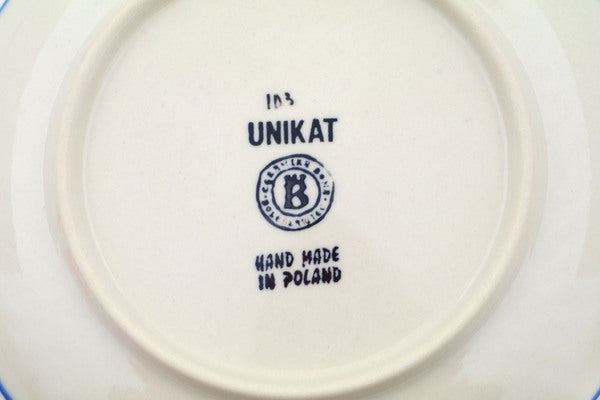 103
UNIKAT
B
HAND MADE
IN POLAND